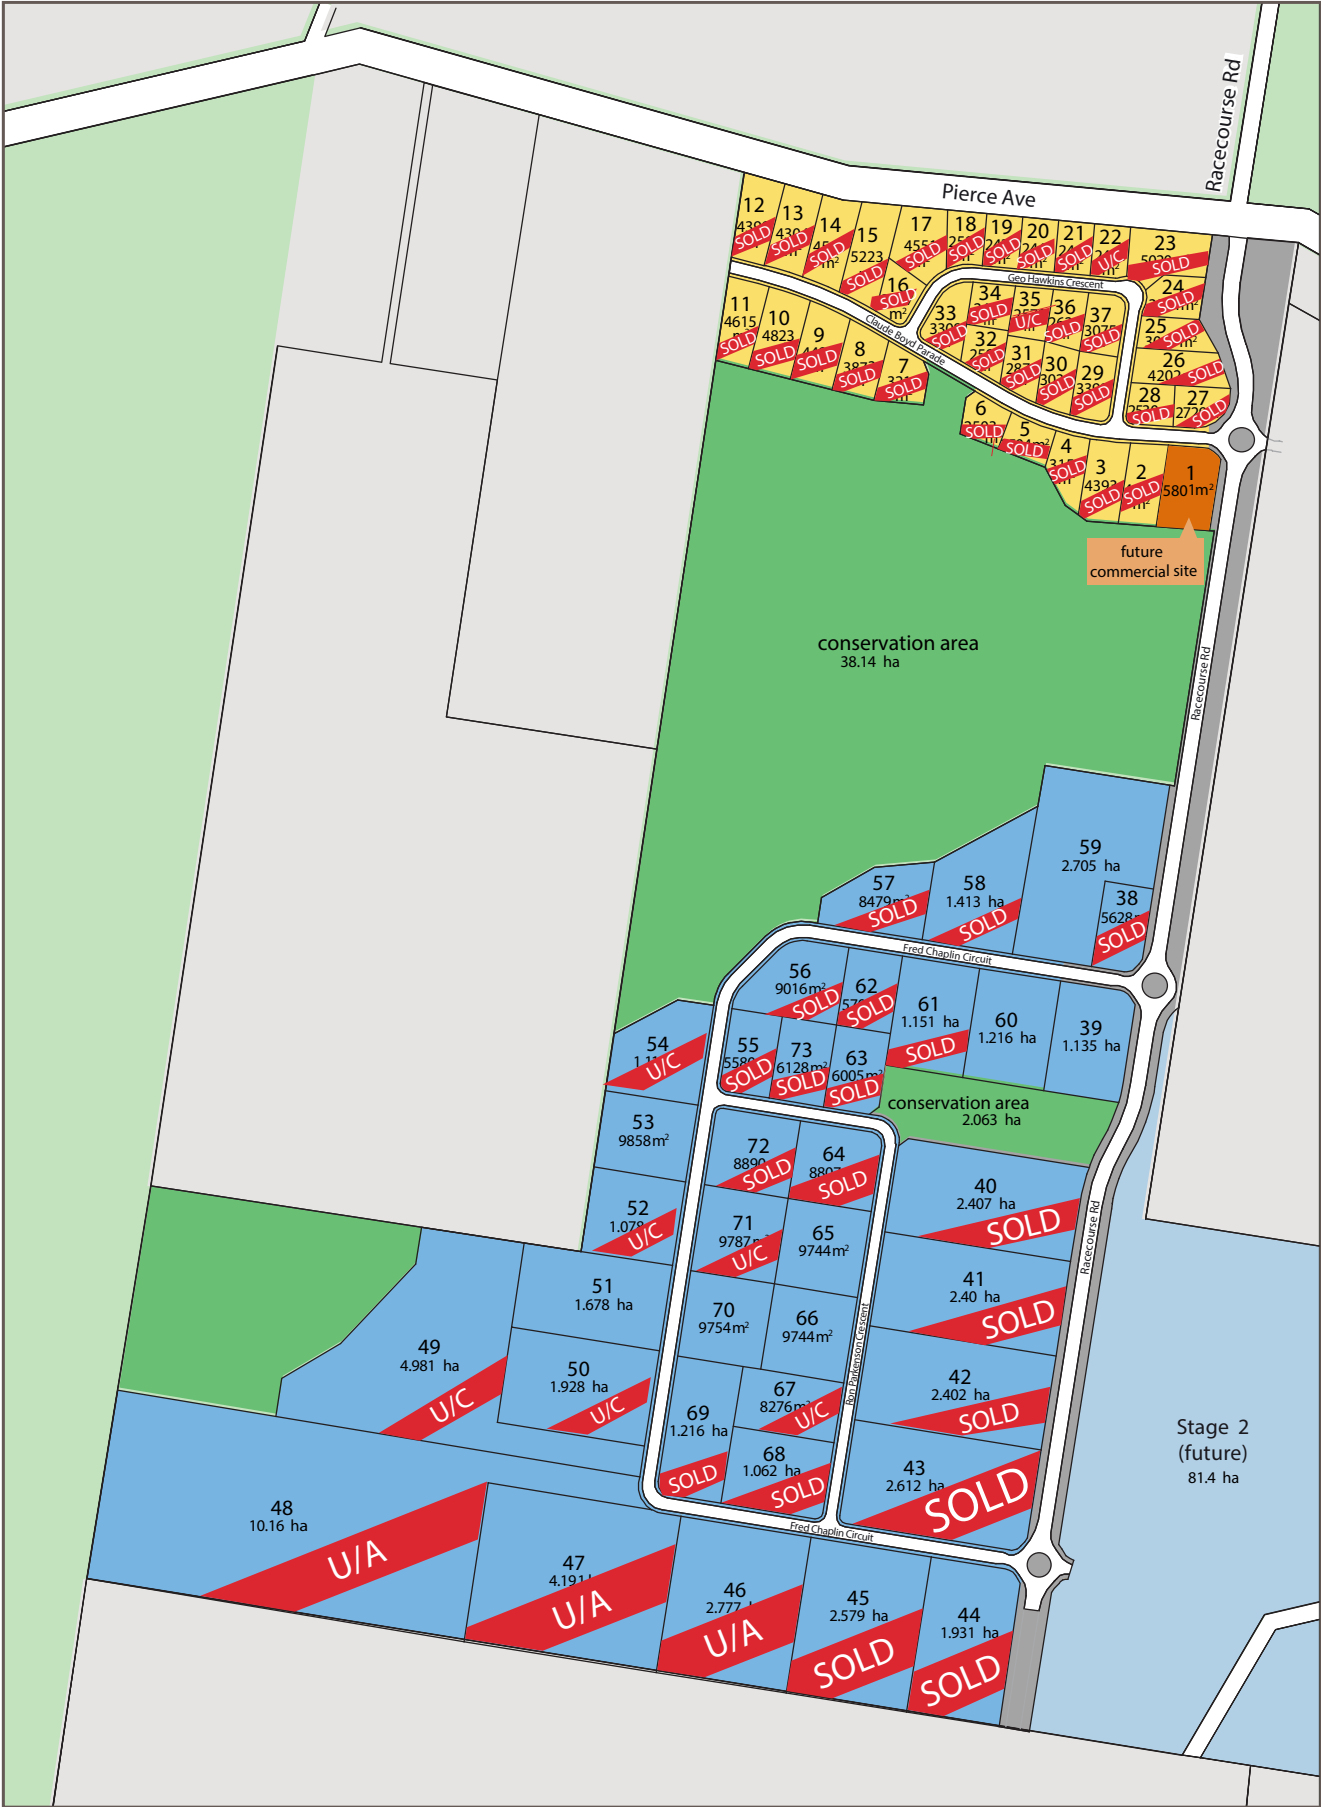 Racecourse Rd
Pierce Ave
12
SOLD
13
SOLD
14
SOLD
15
5223
SOLD
16
SOLD
m²
17
SOLD
18
SOLD
19
SOLD
20
SOLD
21
SOLD
22
U/C
23
SOLD
24
SOLD
25
SOLD
26
4202
SOLD
27
SOLD
28
SOLD
Geo Hawkins Crescent
Claude Boyd Parade
11
4615
SOLD
10
4823
SOLD
9
SOLD
8
SOLD
7
SOLD
33
SOLD
34
SOLD
35
U/C
36
SOLD
37
SOLD
32
SOLD
31
SOLD
30
SOLD
29
SOLD
6
SOLD
5
SOLD
4
SOLD
3
4392
SOLD
2
SOLD
m²
1
5801m²
future
commercial site
conservation area
38.14 ha
Racecourse Rd
59
2.705 ha
57
8479m²
SOLD
58
1.413 ha
SOLD
38
5628
SOLD
Fred Chaplin Circuit
56
9016m²
SOLD
62
SOLD
61
1.151 ha
SOLD
60
1.216 ha
39
1.135 ha
54
U/C
55
SOLD
73
6128m²
SOLD
63
6005m²
SOLD
conservation area
2.063 ha
53
9858m²
72
SOLD
64
SOLD
40
2.407 ha
SOLD
52
U/C
71
9787m²
U/C
65
9744m²
Racecourse Rd
51
1.678 ha
41
2.40 ha
SOLD
70
9754m²
66
9744m²
Ron Parkenson Crescent
49
4.981 ha
U/C
50
1.928 ha
U/C
67
8276m²
U/C
42
2.402 ha
SOLD
69
1.216 ha
SOLD
68
1.062 ha
SOLD
43
2.612 ha
SOLD
Stage 2
(future)
81.4 ha
48
10.16 ha
U/A
Fred Chaplin Circuit
47
4.191
U/A
46
2.777
U/A
45
2.579 ha
SOLD
44
1.931 ha
SOLD